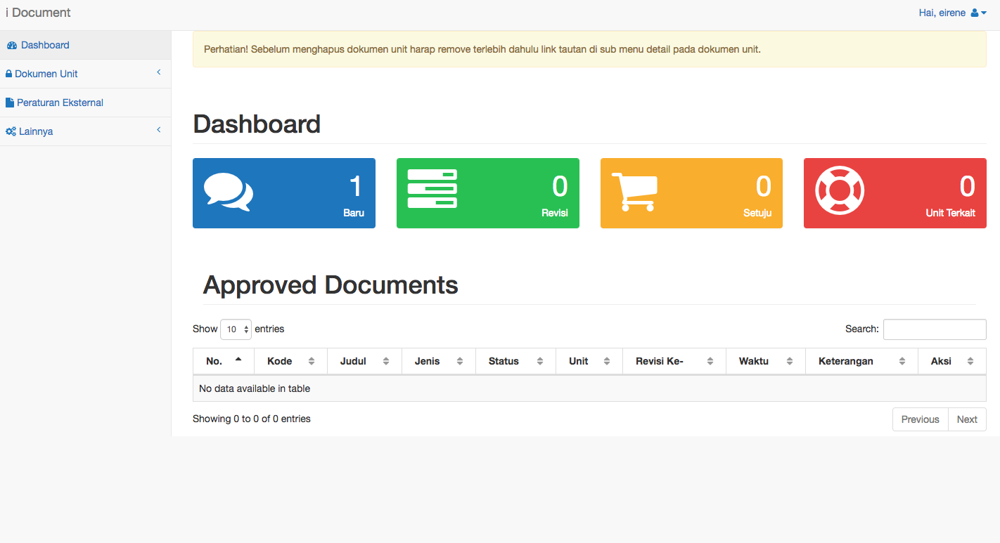 i Document
Hai, eirene
Dashboard
Dokumen Unit
Peraturan Eksternal
Lainnya
Perhatian! Sebelum menghapus dokumen unit harap remove terlebih dahulu link tautan di sub menu detail pada dokumen unit.
Dashboard
1
Baru
0
Revisi
0
Setuju
0
Unit Terkait
Approved Documents
Show 10 entries
Search:
No. Kode Judul Jenis Status Unit Revisi Ke- Waktu Keterangan Aksi
No data available in table
Showing 0 to 0 of 0 entries
Previous Next